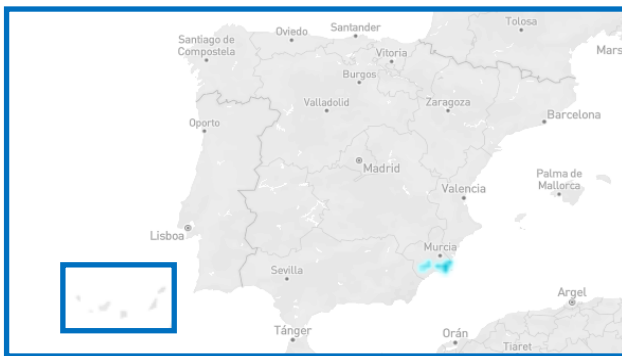 Tolosa
Santander
Oviedo
Santiago de
Compostela
Vitoria
Mars
Burgos
Valladolid
Zaragoza
Barcelona
Oporto
Madrid
Palma de
Mallorca
Valencia
Lisboa
Murcia
Sevilla
Argel
Tánger
Orán
Tiaret